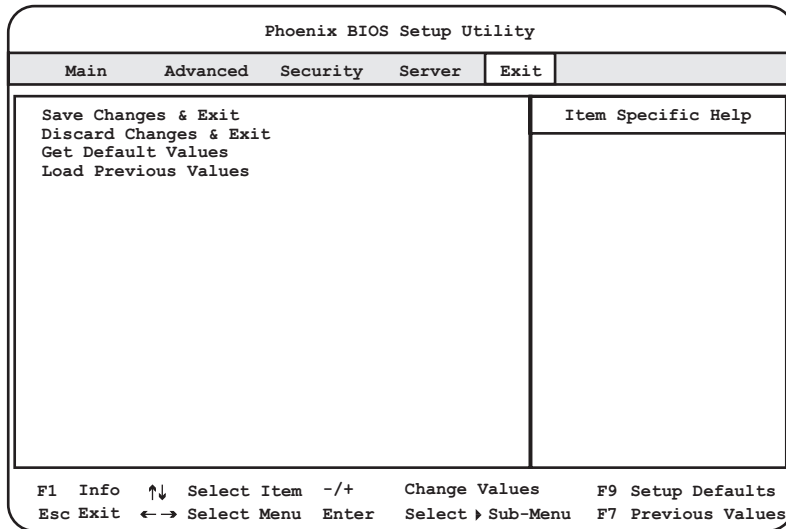 Phoenix BIOS Setup Utility
Main Advanced Security Server Exit
Save Changes & Exit
Discard Changes & Exit
Get Default Values
Load Previous Values
Item Specific Help
F1 Info ↑↓ Select Item -/+ Change Values F9 Setup Defaults
Esc Exit ←→ Select Menu Enter Select ▸ Sub-Menu F7 Previous Values